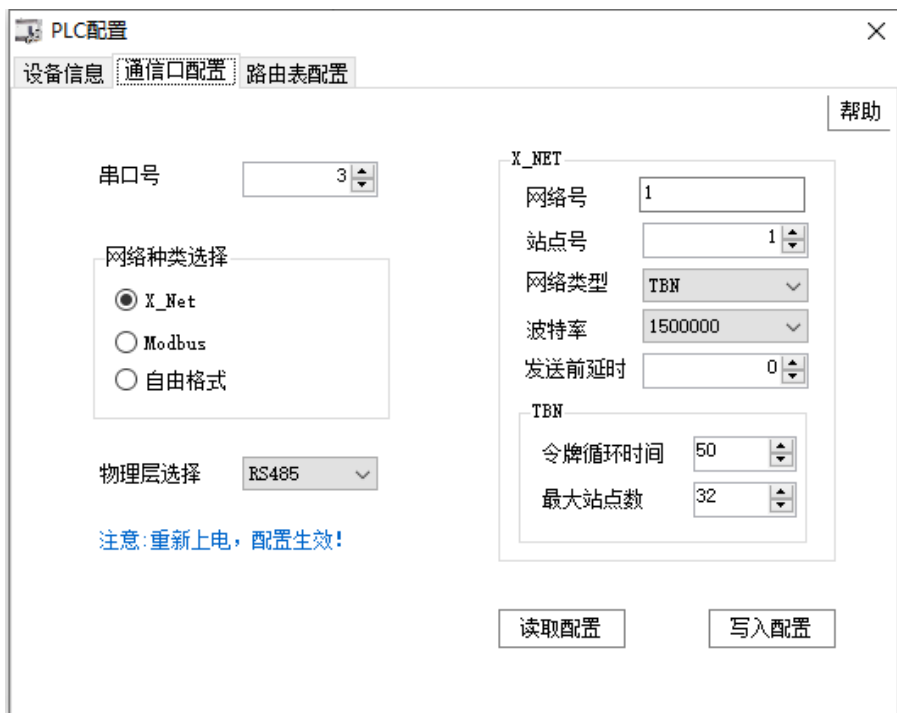 PLC配置
设备信息 通信口配置 路由表配置
帮助
串口号 3
网络种类选择
X_Net
Modbus
自由格式
物理层选择 RS485
注意:重新上电，配置生效!
X_NET
网络号 1
站点号 1
网络类型 TBN
波特率 1500000
发送前延时 0
TBN
令牌循环时间 50
最大站点数 32
读取配置 写入配置